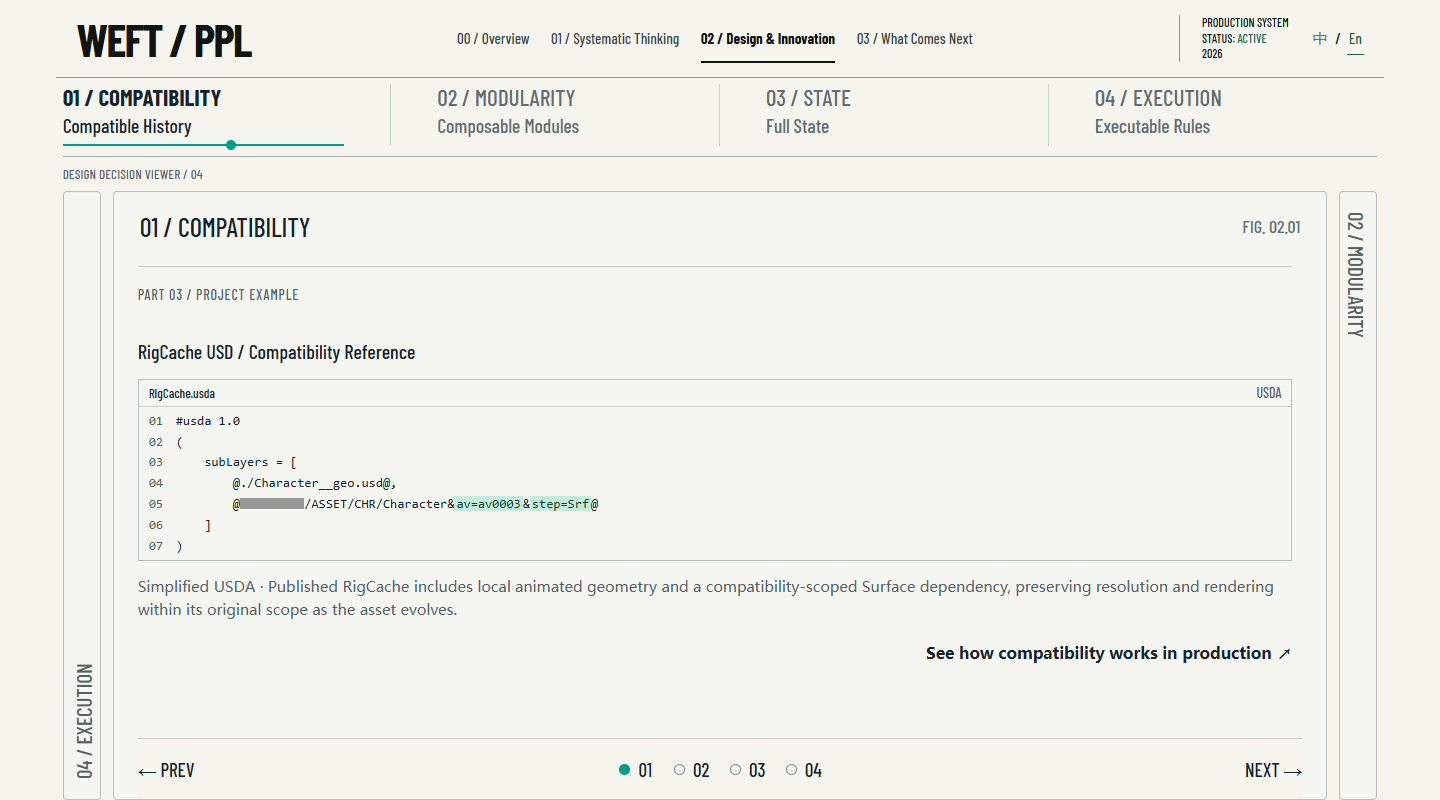 WEFT / PPL
00 / Overview
01 / Systematic Thinking
02 / Design & Innovation
03 / What Comes Next
PRODUCTION SYSTEM
STATUS: ACTIVE
2026
中 / En
01 / COMPATIBILITY
Compatible History
02 / MODULARITY
Composable Modules
03 / STATE
Full State
04 / EXECUTION
Executable Rules
DESIGN DECISION VIEWER / 04
04 / EXECUTION
01 / COMPATIBILITY
FIG. 02.01
PART 03 / PROJECT EXAMPLE
RigCache USD / Compatibility Reference
RigCache.usda
USDA
01 #usda 1.0
02 (
03     subLayers = [
04         @./Character__geo.usd@,
05         @/ASSET/CHR/Character&av=av0003&step=Srf@
06     ]
07 )
Simplified USDA · Published RigCache includes local animated geometry and a compatibility-scoped Surface dependency, preserving resolution and rendering
within its original scope as the asset evolves.
See how compatibility works in production ↗
← PREV
01
02
03
04
NEXT →
02 / MODULARITY